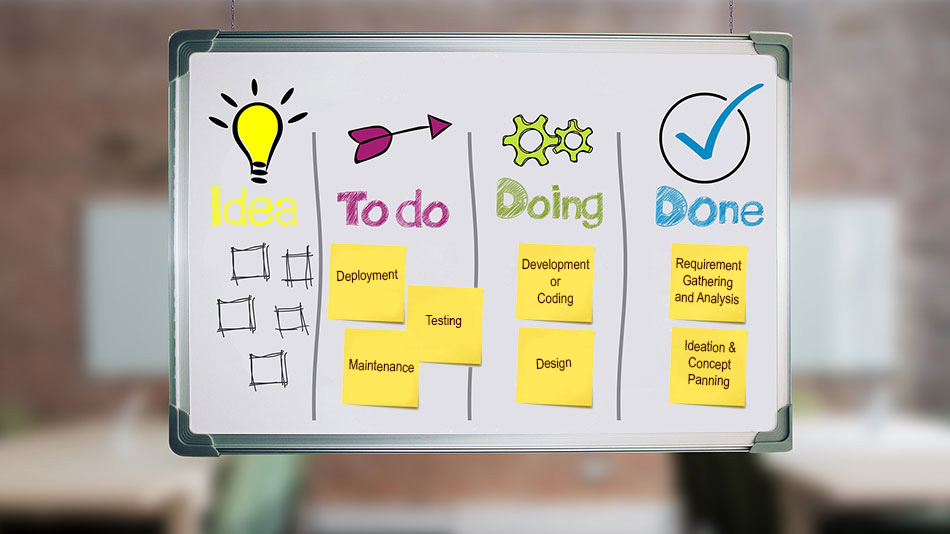 Idea
To do
Doing
Done
Deployment
Testing
Maintenance
Development
or
Coding
Design
Requirement
Gathering
and Analysis
Ideation &
Concept
Panning